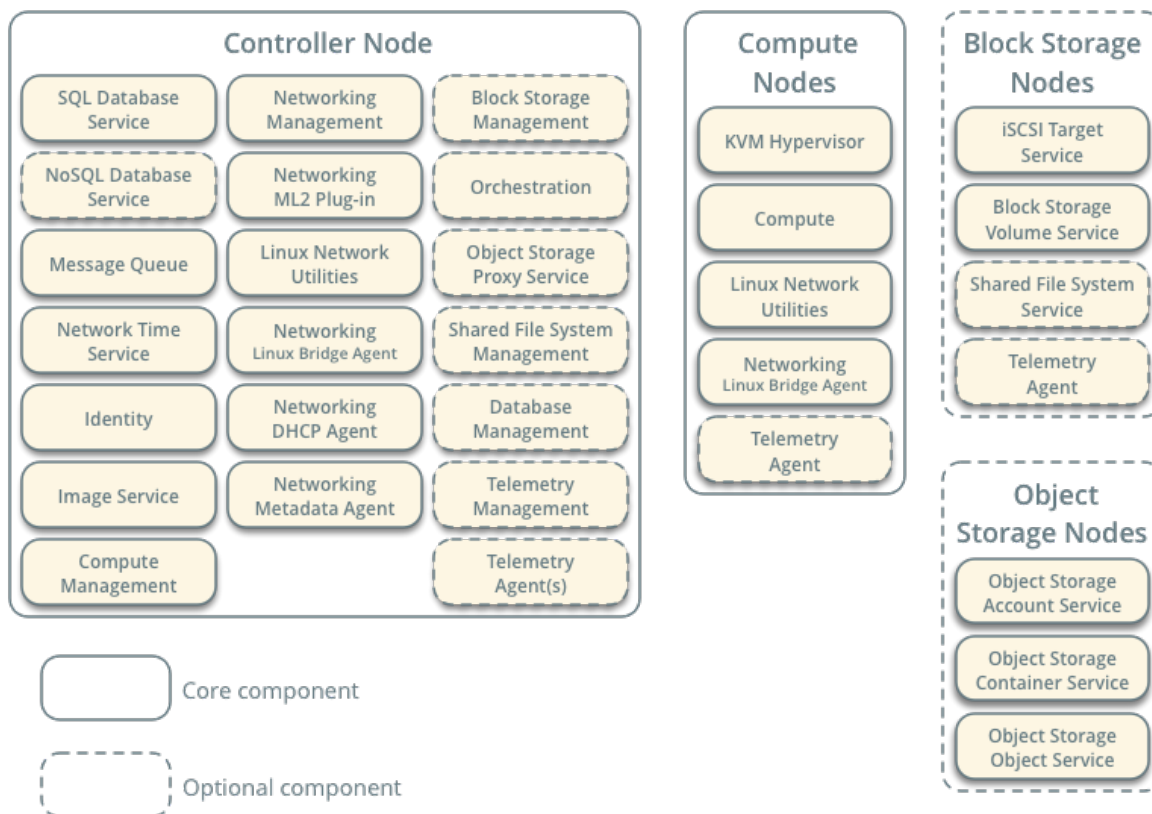 Controller Node
SQL Database
Service
NoSQL Database
Service
Message Queue
Network Time
Service
Identity
Image Service
Compute
Management
Networking
Management
Networking
ML2 Plug-in
Linux Network
Utilities
Networking
Linux Bridge Agent
Networking
DHCP Agent
Networking
Metadata Agent
Block Storage
Management
Orchestration
Object Storage
Proxy Service
Shared File System
Management
Database
Management
Telemetry
Management
Telemetry
Agent(s)
Compute
Nodes
KVM Hypervisor
Compute
Linux Network
Utilities
Networking
Linux Bridge Agent
Telemetry
Agent
Block Storage
Nodes
iSCSI Target
Service
Block Storage
Volume Service
Shared File System
Service
Telemetry
Agent
Object
Storage Nodes
Object Storage
Account Service
Object Storage
Container Service
Object Storage
Object Service
Core component
Optional component